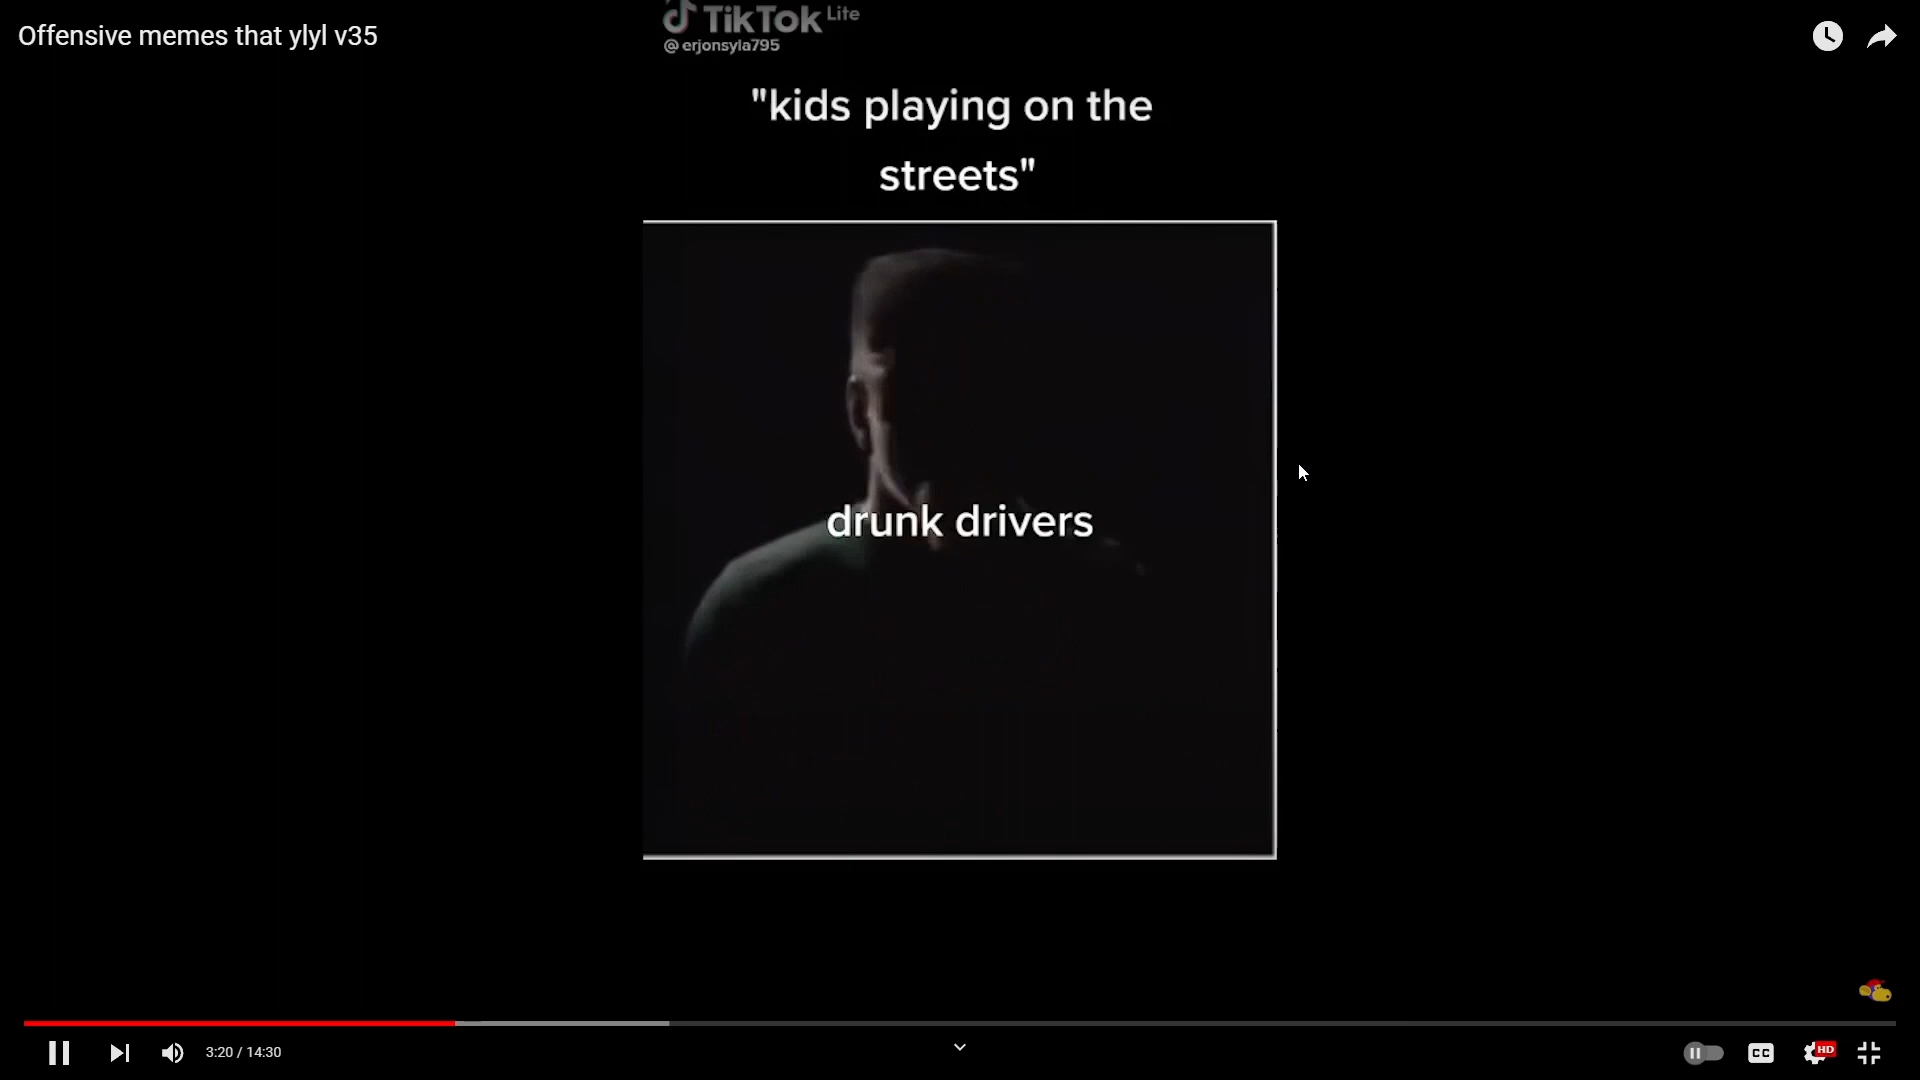 Offensive memes that ylyl v35
TikTok Lite
@erjonsyla795
"kids playing on the
streets"
drunk drivers
3:20 / 14:30
CC
HD